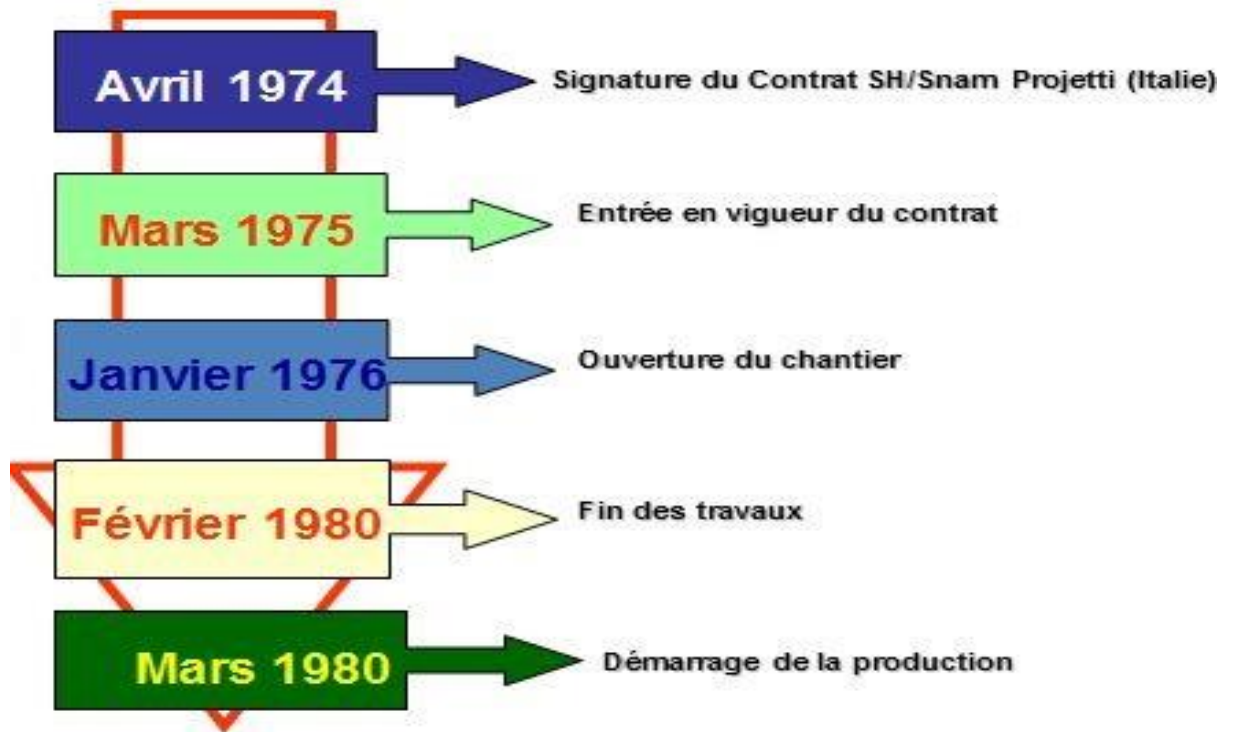 Avril 1974
Signature du Contrat SH/Snam Projetti (Italie)
Mars 1975
Entrée en vigueur du contrat
Janvier 1976
Ouverture du chantier
Février 1980
Fin des travaux
Mars 1980
Démarrage de la production